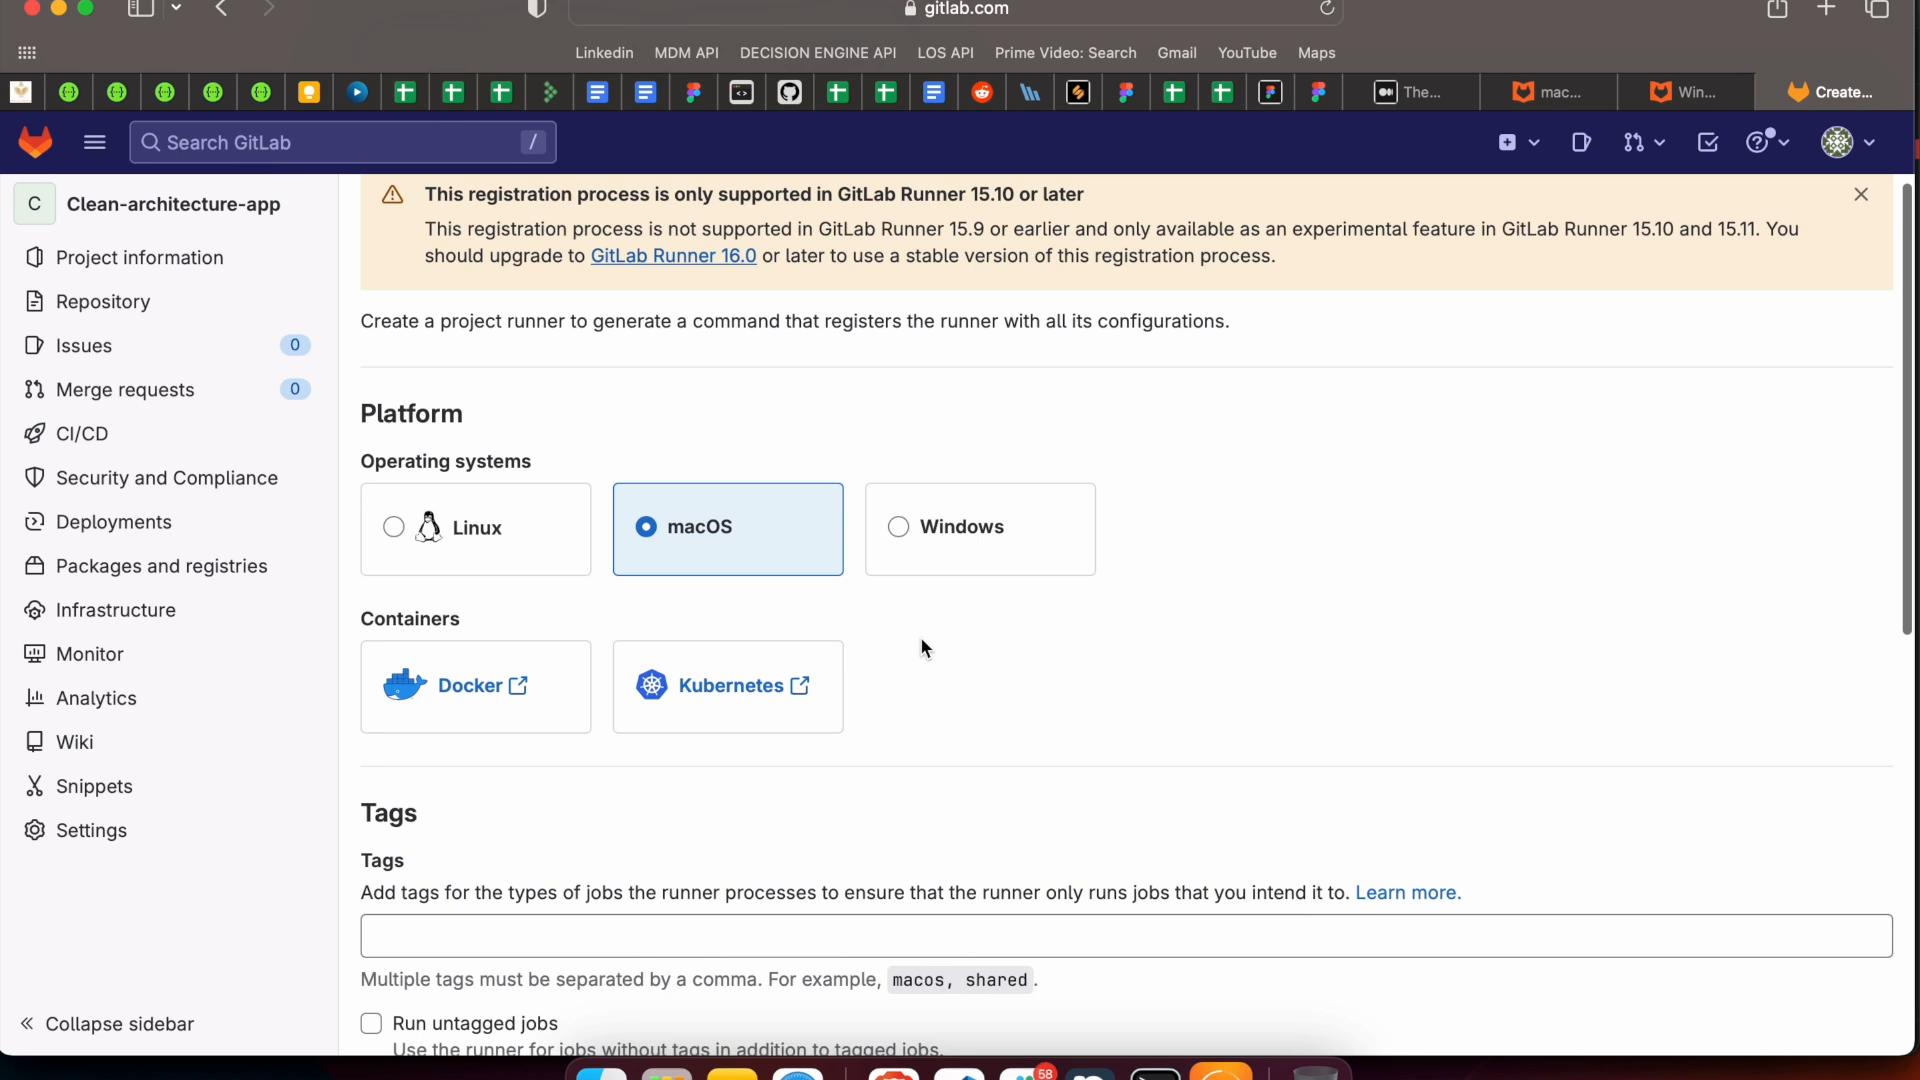 gitlab.com
Linkedin MDM API DECISION ENGINE API LOS API Prime Video: Search Gmail YouTube Maps
The... mac... Win... Create...
Search GitLab /
C Clean-architecture-app
Project information
Repository
Issues 0
Merge requests 0
CI/CD
Security and Compliance
Deployments
Packages and registries
Infrastructure
Monitor
Analytics
Wiki
Snippets
Settings
Collapse sidebar
This registration process is only supported in GitLab Runner 15.10 or later
This registration process is not supported in GitLab Runner 15.9 or earlier and only available as an experimental feature in GitLab Runner 15.10 and 15.11. You
should upgrade to GitLab Runner 16.0 or later to use a stable version of this registration process.
Create a project runner to generate a command that registers the runner with all its configurations.
Platform
Operating systems
Linux macOS Windows
Containers
Docker Kubernetes
Tags
Tags
Add tags for the types of jobs the runner processes to ensure that the runner only runs jobs that you intend it to. Learn more.
Multiple tags must be separated by a comma. For example, macos, shared.
Run untagged jobs
Use the runner for jobs without tags in addition to tagged jobs.
58